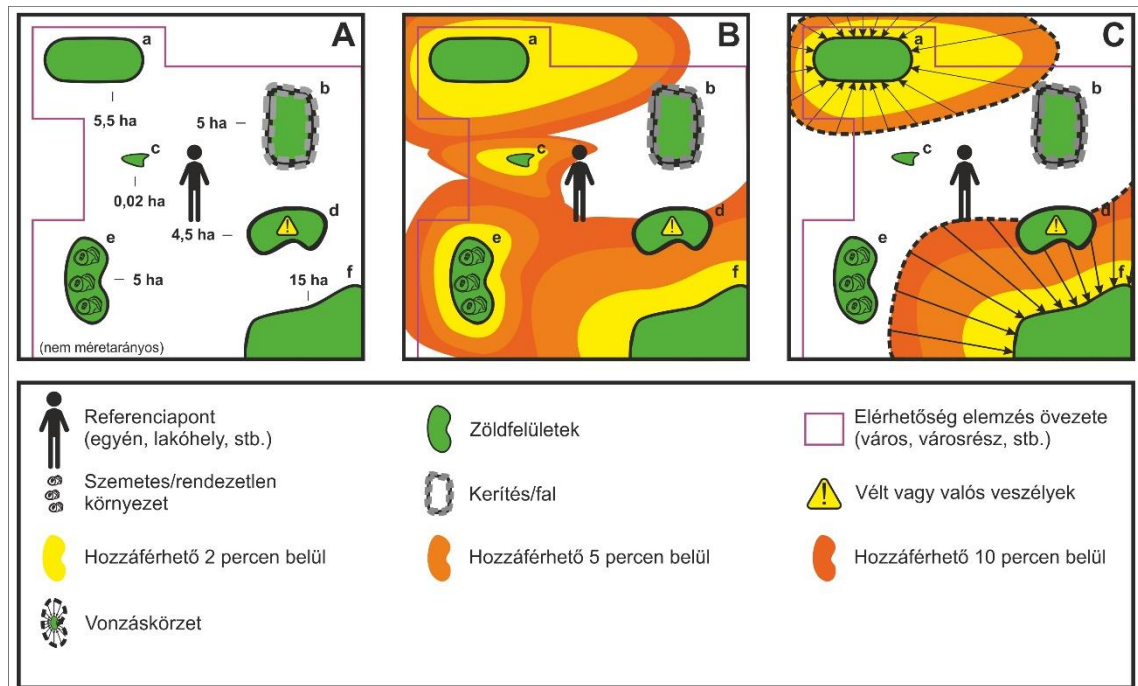 A
a
5,5 ha
b
5 ha
c
0,02 ha
d
4,5 ha
e
5 ha
f
15 ha
(nem méretarányos)
B
a
b
c
d
e
f
C
a
b
c
d
e
f
Referenciapont
(egyén, lakóhely, stb.)
Zöldfelületek
Elérhetőség elemzés övezete
(város, városrész, stb.)
Szemetes/rendezetlen
környezet
Kerítés/fal
Vélt vagy valós veszélyek
Hozzáférhető 2 percen belül
Hozzáférhető 5 percen belül
Hozzáférhető 10 percen belül
Vonzáskörzet